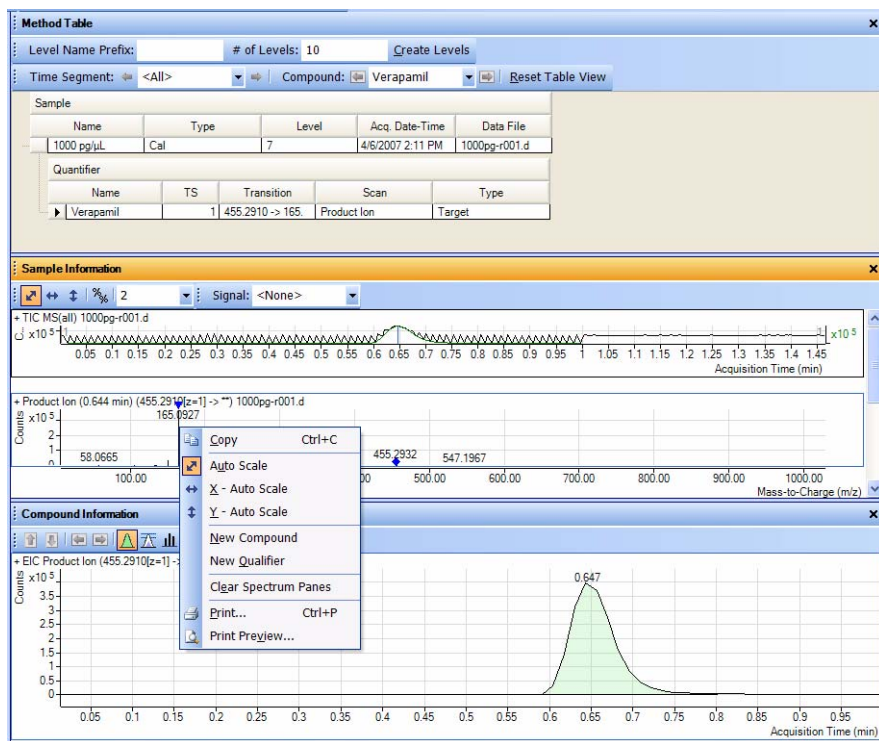 Method Table
Level Name Prefix: # of Levels: 10 Create Levels
Time Segment: <All> Compound: Verapamil Reset Table View
Sample
Name Type Level Acq. Date-Time Data File
1000 pg/µL Cal 7 4/6/2007 2:11 PM 1000pg-r001.d
Quantifier
Name TS Transition Scan Type
Verapamil 1 455.2910 -> 165. Product Ion Target
Sample Information
2 Signal: <None>
+ TIC MS(all) 1000pg-r001.d
x10 5 1 1 x10 5
0.05 0.1 0.15 0.2 0.25 0.3 0.35 0.4 0.45 0.5 0.55 0.6 0.65 0.7 0.75 0.8 0.85 0.9 0.95 1 1.05 1.1 1.15 1.2 1.25 1.3 1.35 1.4 1.45
Acquisition Time (min)
+ Product Ion (0.644 min) (455.2910[z=1] -> **) 1000pg-r001.d
Counts
x10 5
165.0927
2
1
0
58.0665 455.2932 547.1967
100.00 00 500.00 600.00 700.00 800.00 900.00 1000.00
Mass-to-Charge (m/z)
Copy Ctrl+C
Auto Scale
X - Auto Scale
Y - Auto Scale
New Compound
New Qualifier
Clear Spectrum Panes
Print... Ctrl+P
Print Preview...
Compound Information
+ EIC Product Ion (455.2910[z=1] -
Counts
x10 5
0.647
3.5
3
2.5
2
1.5
1
0.5
0
0.05 0.1 0.15 0.2 0.25 0.3 0.35 0.4 0.45 0.5 0.55 0.6 0.65 0.7 0.75 0.8 0.85 0.9 0.95
Acquisition Time (min)